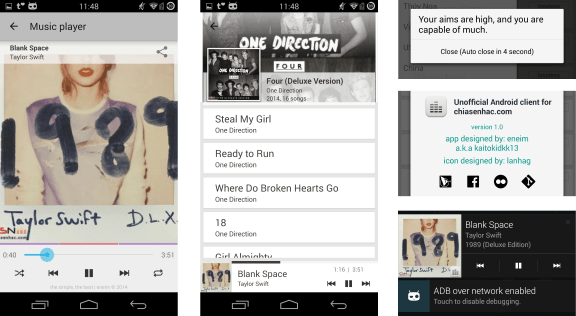 11:48
Music player
Blank Space
Taylor Swift
1989
Taylor Swift D.L.X.
0:40
3:51
11:48
ONE DIRECTION
FOUR
Four (Deluxe Version)
One Direction
2014, 16 songs
Steal My Girl
One Direction
Ready to Run
One Direction
Where Do Broken Hearts Go
One Direction
18
One Direction
Girl Almighty
Blank Space
Taylor Swift
1:16 | 3:51
Your aims are high, and you are
capable of much.
Close (Auto close in 4 second)
China
Unofficial Android client for
chiasenhac.com
version 1.0
app designed by: eneim
a.k.a kaitokidkk13
icon designed by: lanhag
Blank Space
Taylor Swift
1989 (Deluxe Edition)
ADB over network enabled
Touch to disable debugging.